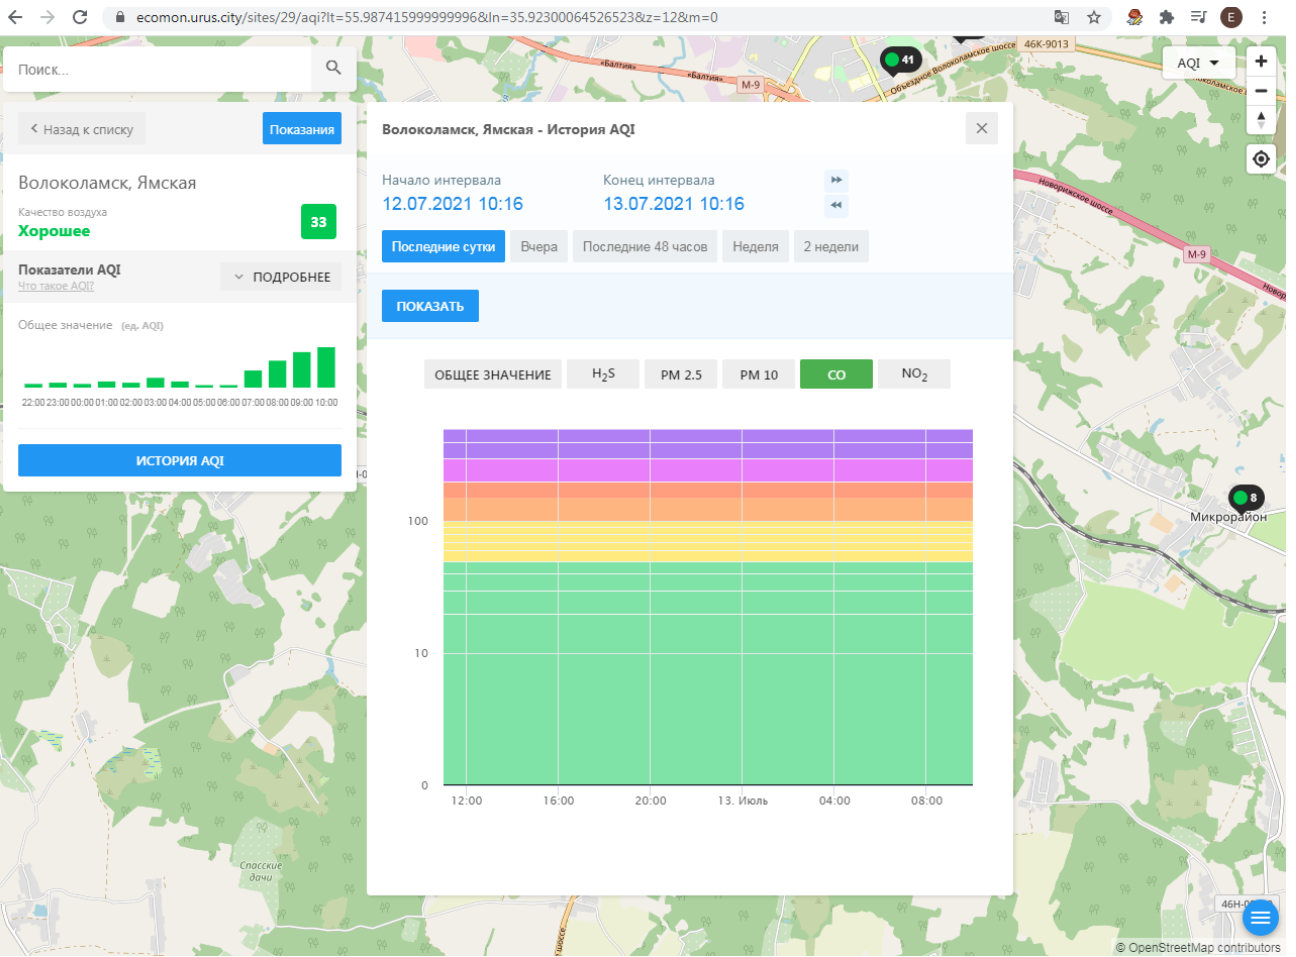 ecomon.urus.city/sites/29/aqi?lt=55.987415999999996&ln=35.92300064526523&z=12&m=0
E
Поиск...
Назад к списку
Показания
Волоколамск, Ямская
Качество воздуха
Хорошее
33
Показатели AQI
Что такое AQI?
ПОДРОБНЕЕ
Общее значение (ед. AQI)
22:00 23:00 00:00 01:00 02:00 03:00 04:00 05:00 06:00 07:00 08:00 09:00 10:00
ИСТОРИЯ AQI
Волоколамск, Ямская - История AQI
Начало интервала
Конец интервала
12.07.2021 10:16
13.07.2021 10:16
Последние сутки
Вчера
Последние 48 часов
Неделя
2 недели
ПОКАЗАТЬ
ОБЩЕЕ ЗНАЧЕНИЕ
H2S
PM 2.5
PM 10
CO
NO2
100
10
0
12:00
16:00
20:00
13. Июль
04:00
08:00
«Балтия»
«Балтия»
М-9
41
Объездное Волоколамское шоссе
46К-9013
AQI
+
−
Новорижское шоссе
М-9
8
Микрорайон
Спасские
дачи
шоссе
© OpenStreetMap contributors